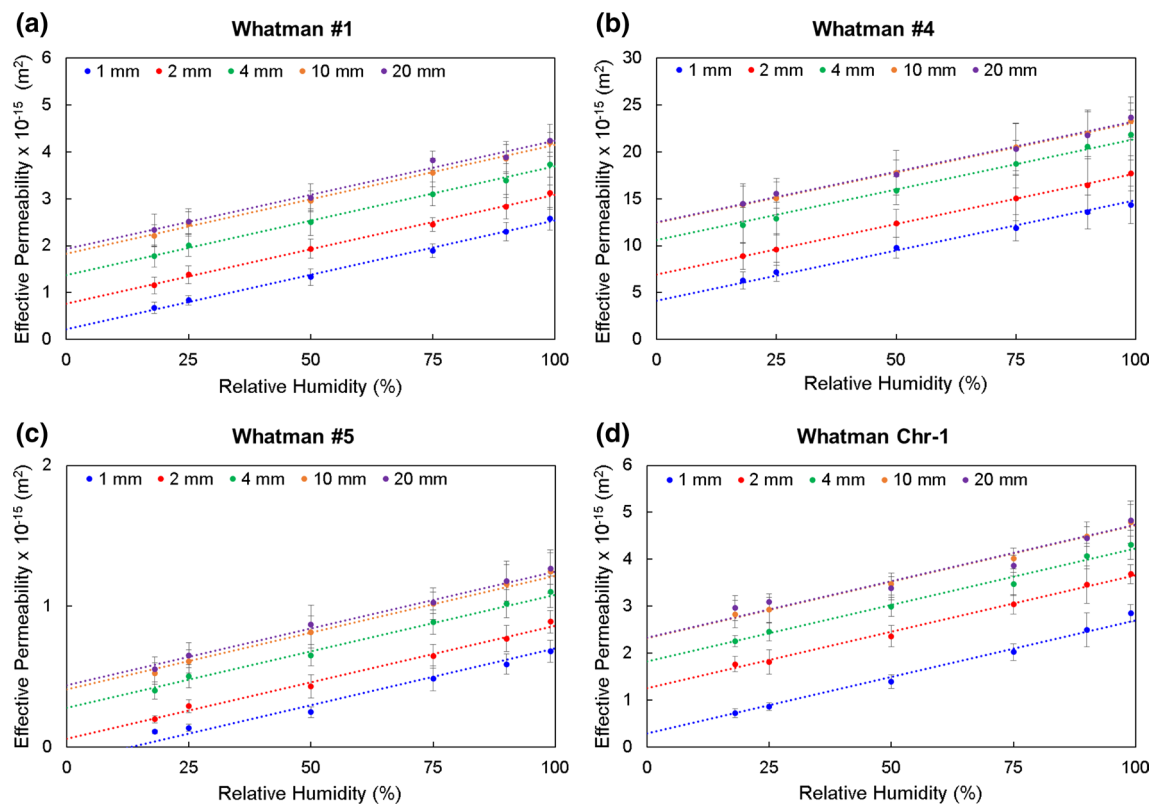 (a)
Whatman #1
Effective Permeability x 10-15 (m2)
6
5
4
3
2
1
0
1 mm 2 mm 4 mm 10 mm 20 mm
0 25 50 75 100
Relative Humidity (%)
(b)
Whatman #4
Effective Permeability x 10-15 (m2)
30
25
20
15
10
5
0
1 mm 2 mm 4 mm 10 mm 20 mm
0 25 50 75 100
Relative Humidity (%)
(c)
Whatman #5
Effective Permeability x 10-15 (m2)
2
1
0
1 mm 2 mm 4 mm 10 mm 20 mm
0 25 50 75 100
Relative Humidity (%)
(d)
Whatman Chr-1
Effective Permeability x 10-15 (m2)
6
5
4
3
2
1
0
1 mm 2 mm 4 mm 10 mm 20 mm
0 25 50 75 100
Relative Humidity (%)